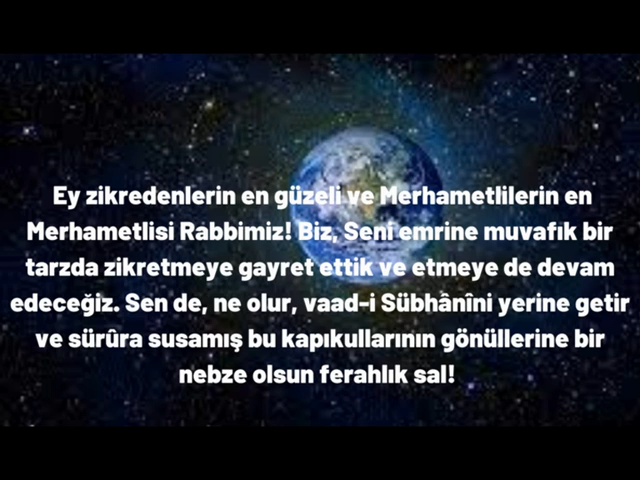 Ey zikredenlerin en güzeli ve Merhametlilerin en
Merhametlisi Rabbimiz! Biz, Seni emrine muvafık bir
tarzda zikretmeye gayret ettik ve etmeye de devam
edeceğiz. Sen de, ne olur, vaad-i Sübhânîni yerine getir
ve sürûra susamış bu kapıkullarının gönüllerine bir
nebze olsun ferahlık sal!